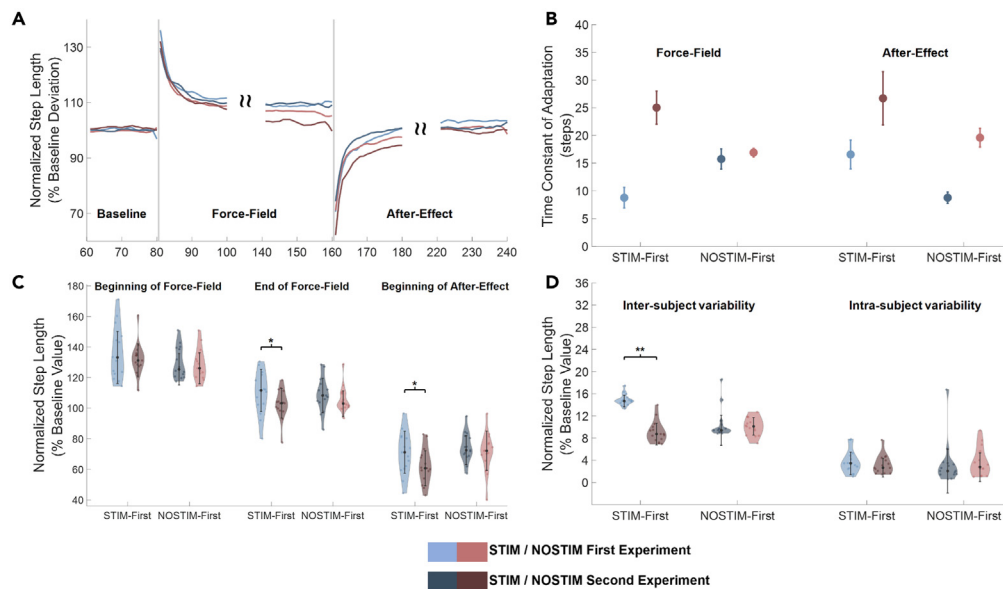 A
Normalized Step Length
(% Baseline Deviation)
130
110
90
70
60
Baseline
Force-Field
After-Effect
60 70 80 90 100 140 150 160 170 180 220 230 240
B
Time Constant of Adaptation
(steps)
40
35
30
25
20
15
10
5
0
Force-Field
After-Effect
STIM-First NOSTIM-First STIM-First NOSTIM-First
C
Normalized Step Length
(% Baseline Value)
180
160
140
120
100
80
60
40
Beginning of Force-Field
End of Force-Field
Beginning of After-Effect
*
*
STIM-First NOSTIM-First STIM-First NOSTIM-First STIM-First NOSTIM-First
D
Normalized Step Length
(% Baseline Value)
36
32
28
24
20
16
12
8
4
0
Inter-subject variability
Intra-subject variability
**
STIM-First NOSTIM-First STIM-First NOSTIM-First
STIM / NOSTIM First Experiment
STIM / NOSTIM Second Experiment